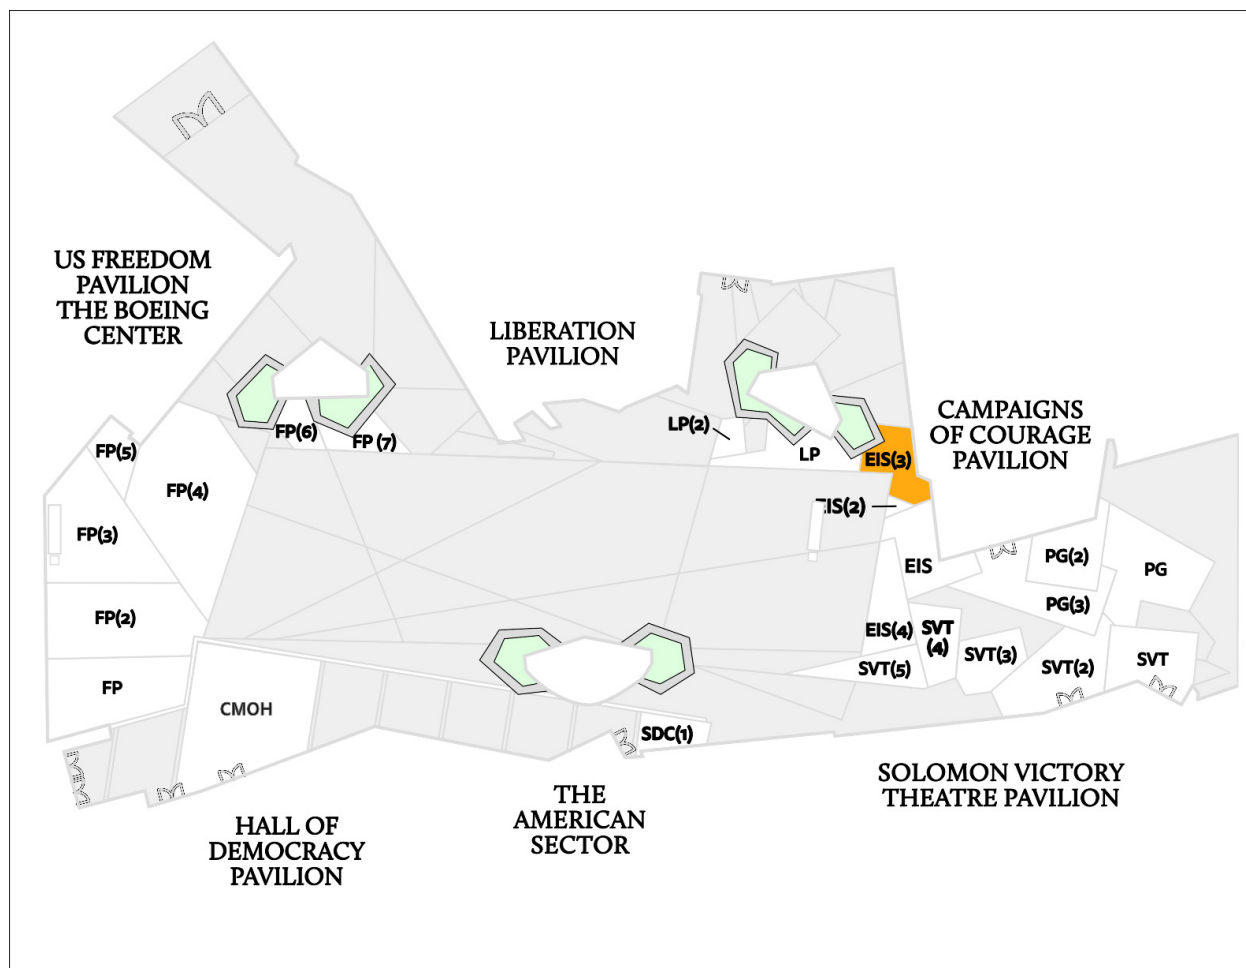 US FREEDOM
PAVILION
THE BOEING
CENTER
LIBERATION
PAVILION
CAMPAIGNS
OF COURAGE
PAVILION
LP(2)
LP
EIS(3)
EIS(2)
FP(6)
FP (7)
FP(5)
FP(4)
FP(3)
FP(2)
FP
CMOH
EIS
EIS(4)
PG(2)
PG
PG(3)
SVT
(4)
SVT(3)
SVT(5)
SVT(2)
SVT
SDC(1)
SOLOMON VICTORY
THEATRE PAVILION
THE
AMERICAN
SECTOR
HALL OF
DEMOCRACY
PAVILION